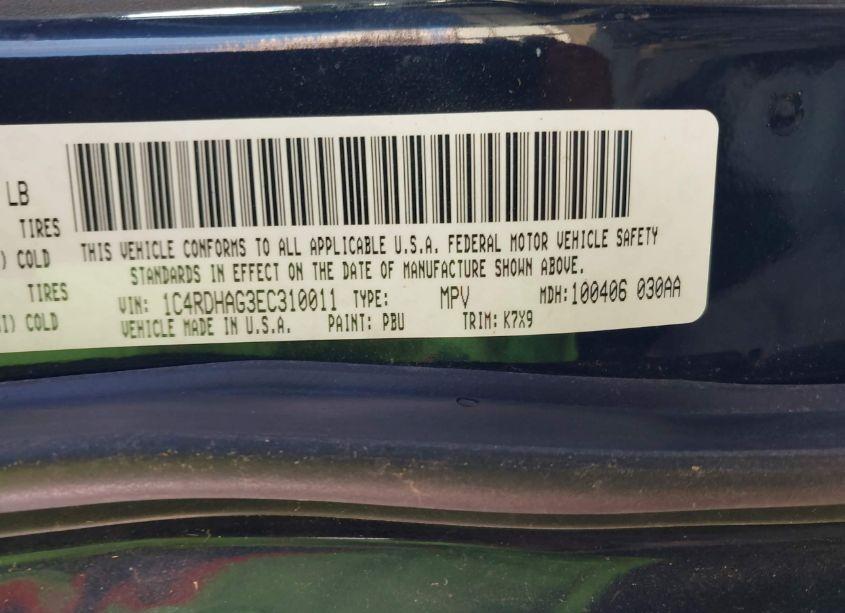 LB
TIRES
) COLD
TIRES
I) COLD
THIS VEHICLE CONFORMS TO ALL APPLICABLE U.S.A. FEDERAL MOTOR VEHICLE SAFETY
STANDARDS IN EFFECT ON THE DATE OF MANUFACTURE SHOWN ABOVE.
VIN: 1C4RDHAG3EC310011 TYPE: MPV MDH: 100406 030AA
VEHICLE MADE IN U.S.A. PAINT: PBU TRIM: K7X9